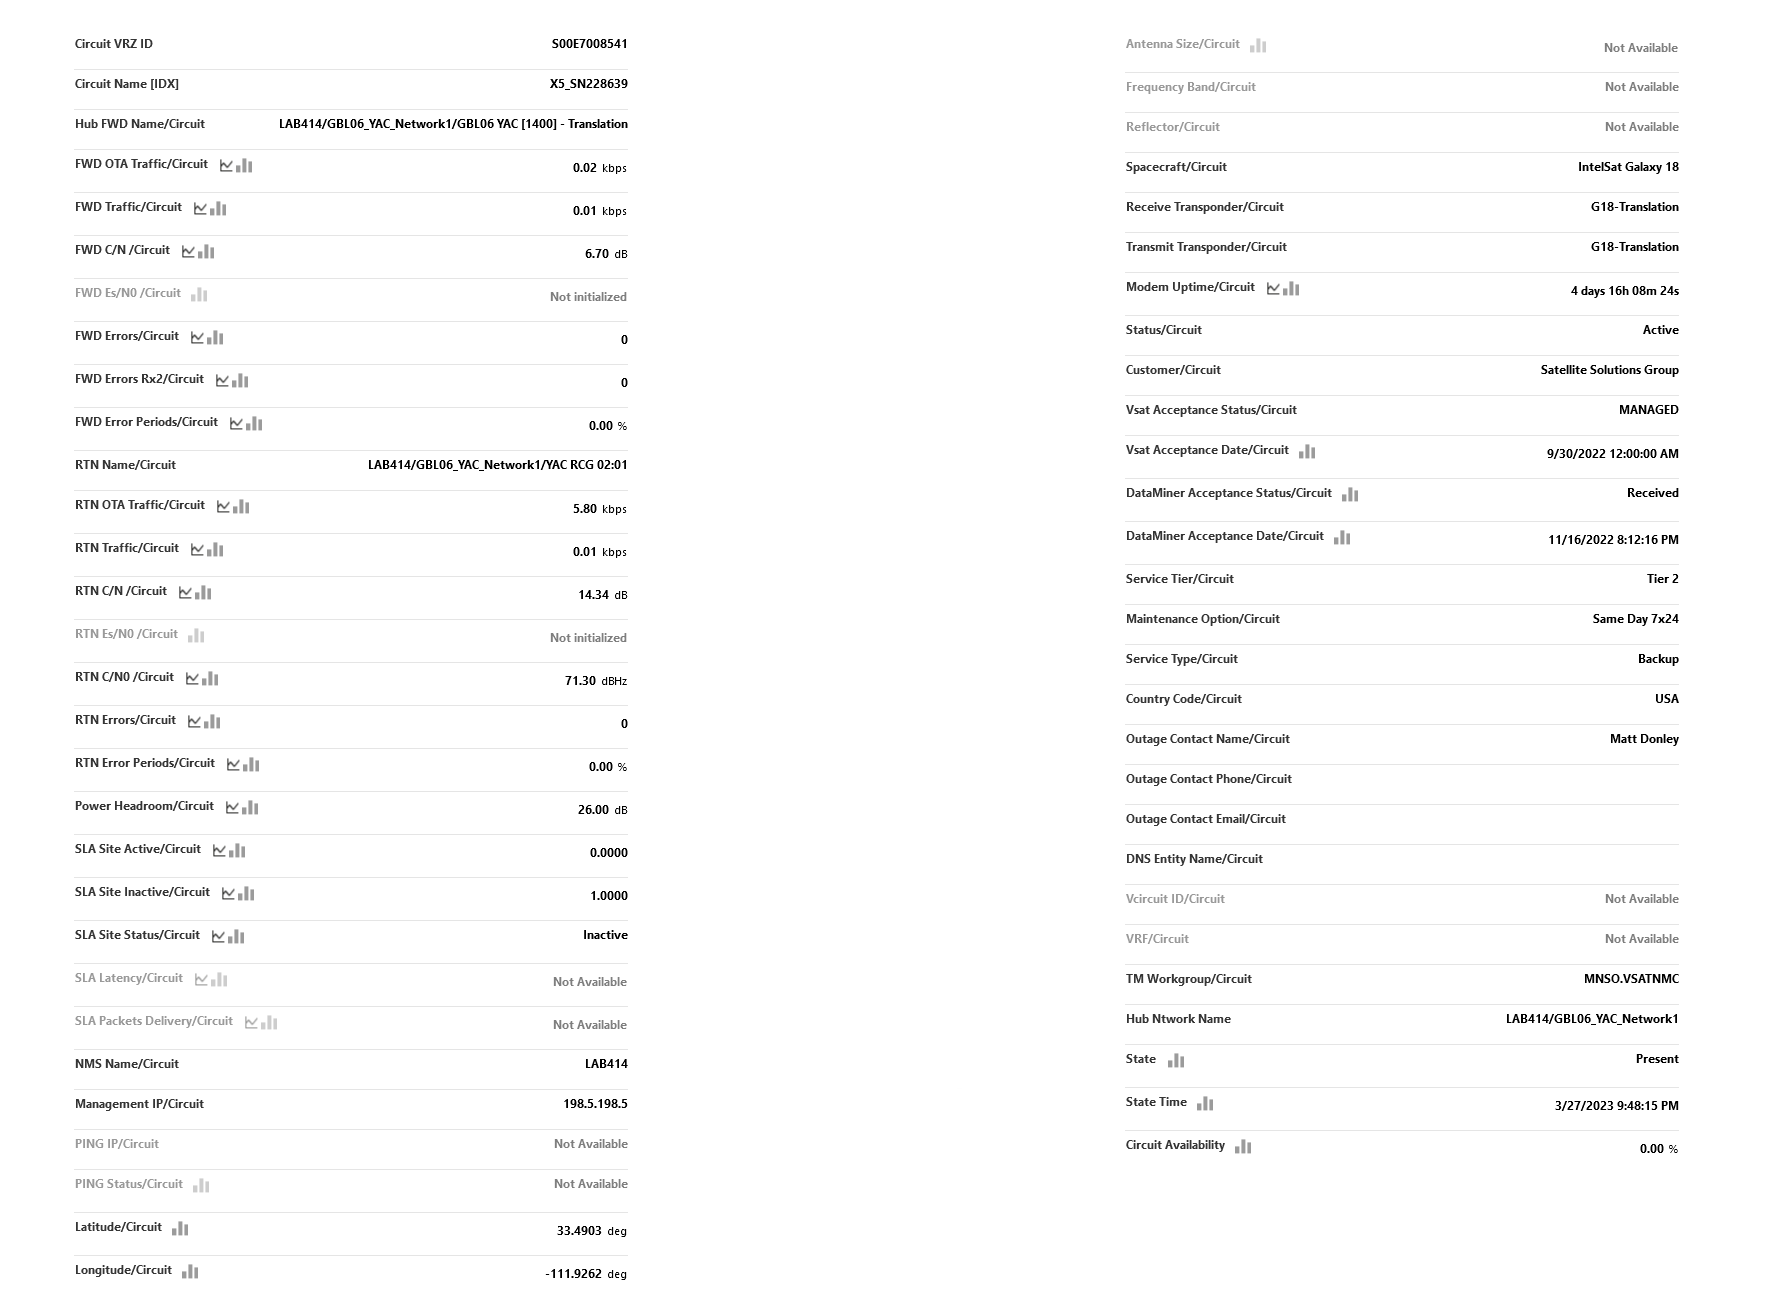 Circuit VRZ ID S00E7008541
Circuit Name [IDX] X5_SN228639
Hub FWD Name/Circuit LAB414/GBL06_YAC_Network1/GBL06 YAC [1400] - Translation
FWD OTA Traffic/Circuit 0.02 kbps
FWD Traffic/Circuit 0.01 kbps
FWD C/N /Circuit 6.70 dB
FWD Es/N0 /Circuit Not initialized
FWD Errors/Circuit 0
FWD Errors Rx2/Circuit 0
FWD Error Periods/Circuit 0.00 %
RTN Name/Circuit LAB414/GBL06_YAC_Network1/YAC RCG 02:01
RTN OTA Traffic/Circuit 5.80 kbps
RTN Traffic/Circuit 0.01 kbps
RTN C/N /Circuit 14.34 dB
RTN Es/N0 /Circuit Not initialized
RTN C/N0 /Circuit 71.30 dBHz
RTN Errors/Circuit 0
RTN Error Periods/Circuit 0.00 %
Power Headroom/Circuit 26.00 dB
SLA Site Active/Circuit 0.0000
SLA Site Inactive/Circuit 1.0000
SLA Site Status/Circuit Inactive
SLA Latency/Circuit Not Available
SLA Packets Delivery/Circuit Not Available
NMS Name/Circuit LAB414
Management IP/Circuit 198.5.198.5
PING IP/Circuit Not Available
PING Status/Circuit Not Available
Latitude/Circuit 33.4903 deg
Longitude/Circuit -111.9262 deg
Antenna Size/Circuit Not Available
Frequency Band/Circuit Not Available
Reflector/Circuit Not Available
Spacecraft/Circuit IntelSat Galaxy 18
Receive Transponder/Circuit G18-Translation
Transmit Transponder/Circuit G18-Translation
Modem Uptime/Circuit 4 days 16h 08m 24s
Status/Circuit Active
Customer/Circuit Satellite Solutions Group
Vsat Acceptance Status/Circuit MANAGED
Vsat Acceptance Date/Circuit 9/30/2022 12:00:00 AM
DataMiner Acceptance Status/Circuit Received
DataMiner Acceptance Date/Circuit 11/16/2022 8:12:16 PM
Service Tier/Circuit Tier 2
Maintenance Option/Circuit Same Day 7x24
Service Type/Circuit Backup
Country Code/Circuit USA
Outage Contact Name/Circuit Matt Donley
Outage Contact Phone/Circuit
Outage Contact Email/Circuit
DNS Entity Name/Circuit
Vcircuit ID/Circuit Not Available
VRF/Circuit Not Available
TM Workgroup/Circuit MNSO.VSATNMC
Hub Ntwork Name LAB414/GBL06_YAC_Network1
State Present
State Time 3/27/2023 9:48:15 PM
Circuit Availability 0.00 %